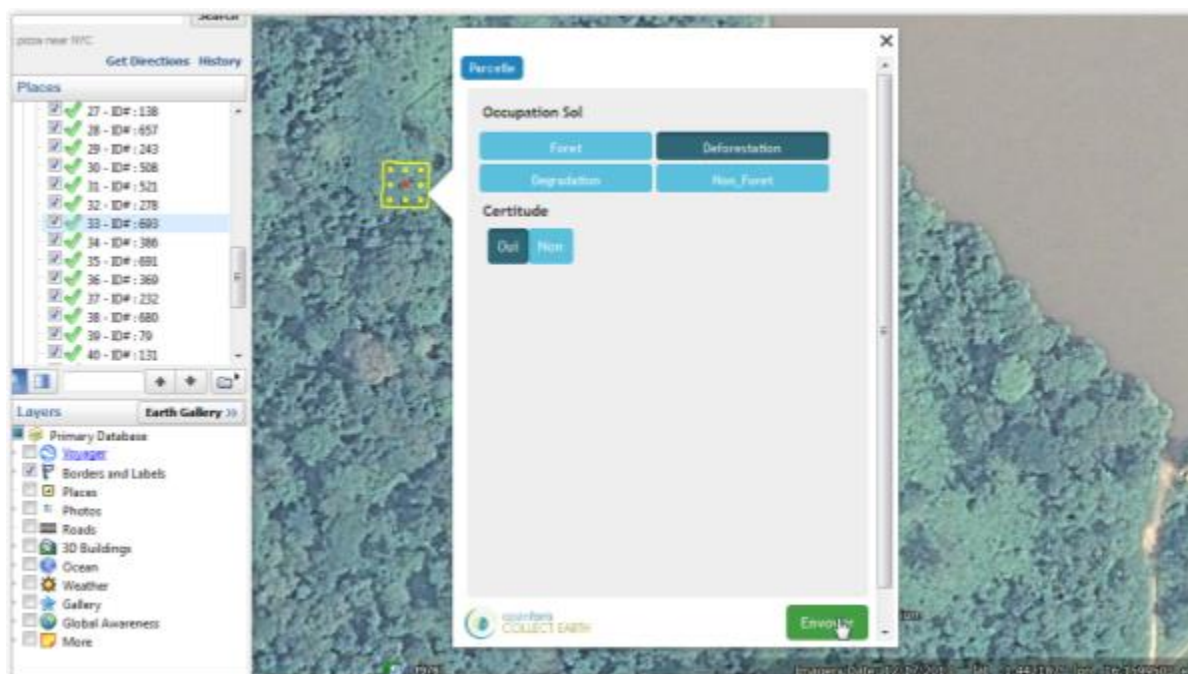 Search
pizza near NYC
Get Directions History
Places
27 - ID# : 138
28 - ID# : 657
29 - ID# : 243
30 - ID# : 508
31 - ID# : 521
32 - ID# : 278
33 - ID# : 693
34 - ID# : 386
35 - ID# : 691
36 - ID# : 369
37 - ID# : 232
38 - ID# : 680
39 - ID# : 79
40 - ID# : 131
Layers Earth Gallery >>
Primary Database
Voyager
Borders and Labels
Places
Photos
Roads
3D Buildings
Ocean
Weather
Gallery
Global Awareness
More
Parcelle
Occupation Sol
Foret Deforestation
Degradation Non_Foret
Certitude
Oui Non
open foris
COLLECT EARTH
Envoyer
Imagery Date: